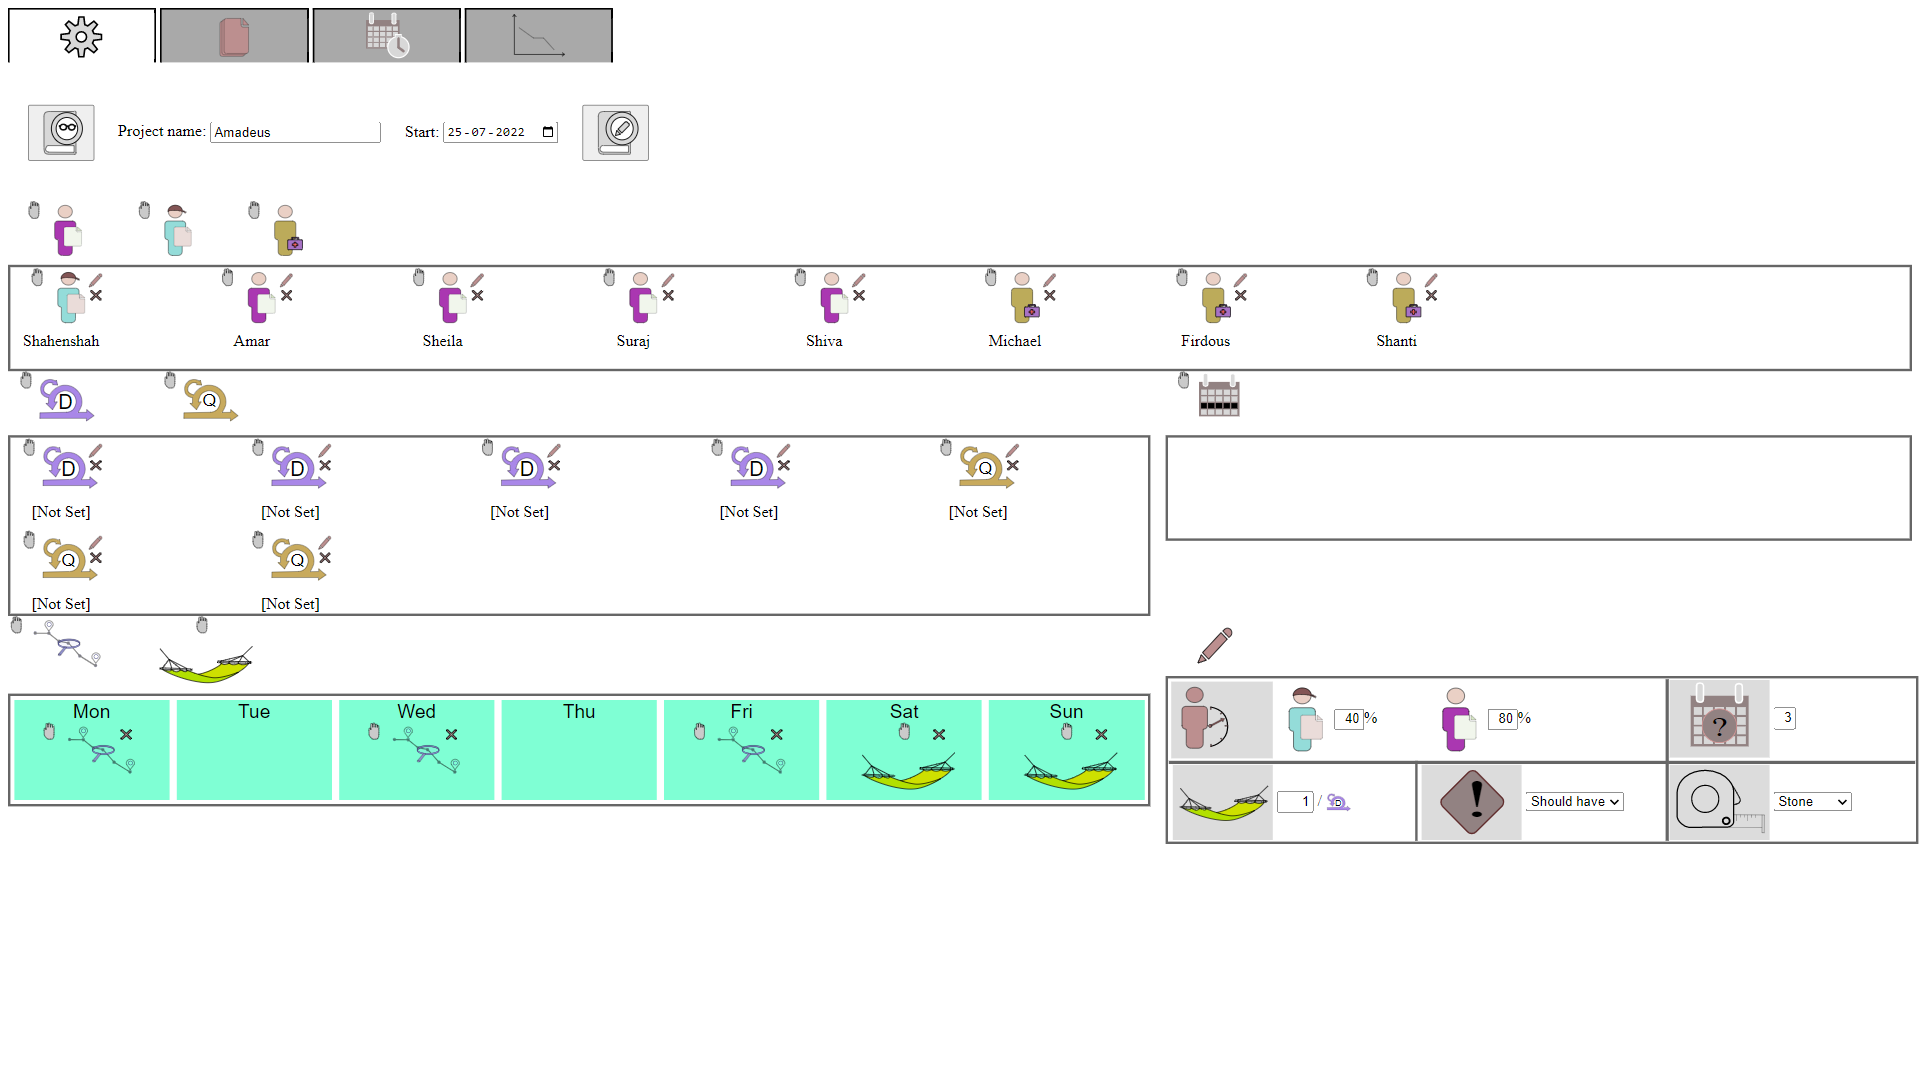 Project name: Amadeus Start: 25-07-2022
Shahenshah Amar Sheila Suraj Shiva Michael Firdous Shanti
D Q
D D D D Q
[Not Set] [Not Set] [Not Set] [Not Set] [Not Set]
Q Q
[Not Set] [Not Set]
Mon Tue Wed Thu Fri Sat Sun
40 % 80 % ? 3
1 / D ! Should have Stone